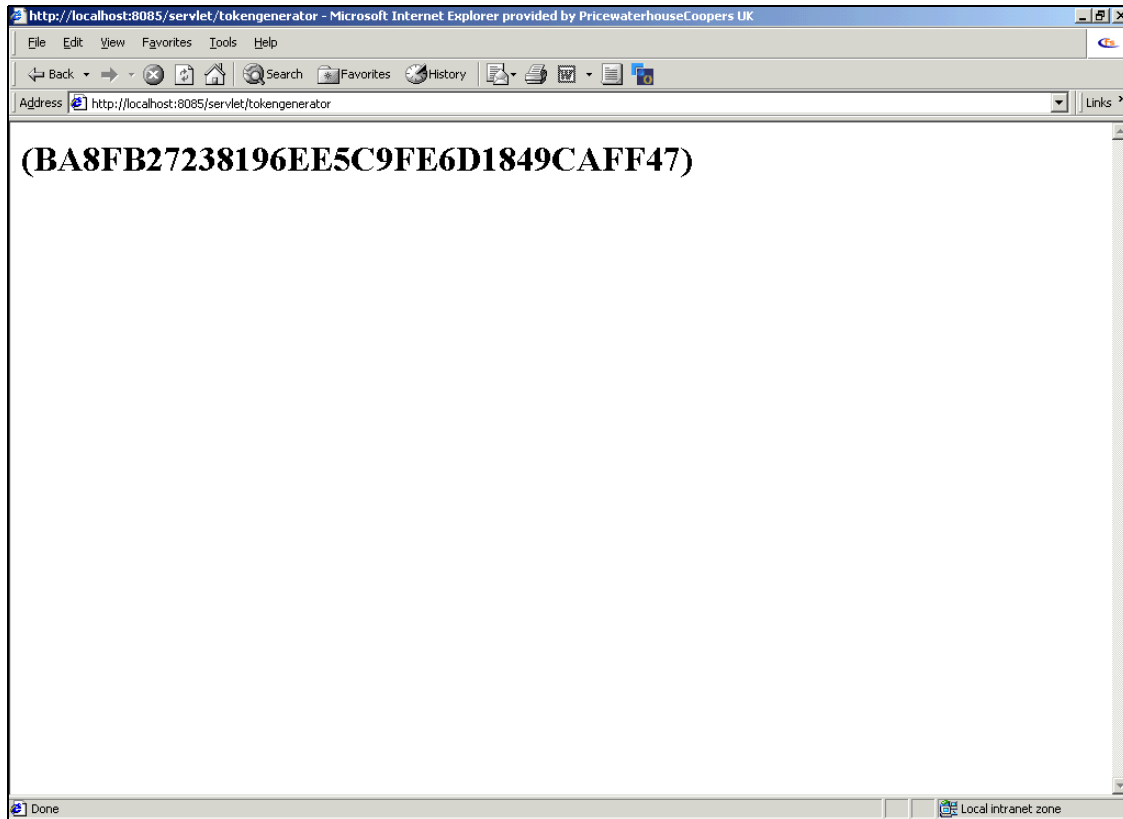 http://localhost:8085/servlet/tokengenerator - Microsoft Internet Explorer provided by PricewaterhouseCoopers UK
File Edit View Favorites Tools Help
Back Search Favorites History
Address http://localhost:8085/servlet/tokengenerator Links
(BA8FB27238196EE5C9FE6D1849CAFF47)
Done Local intranet zone